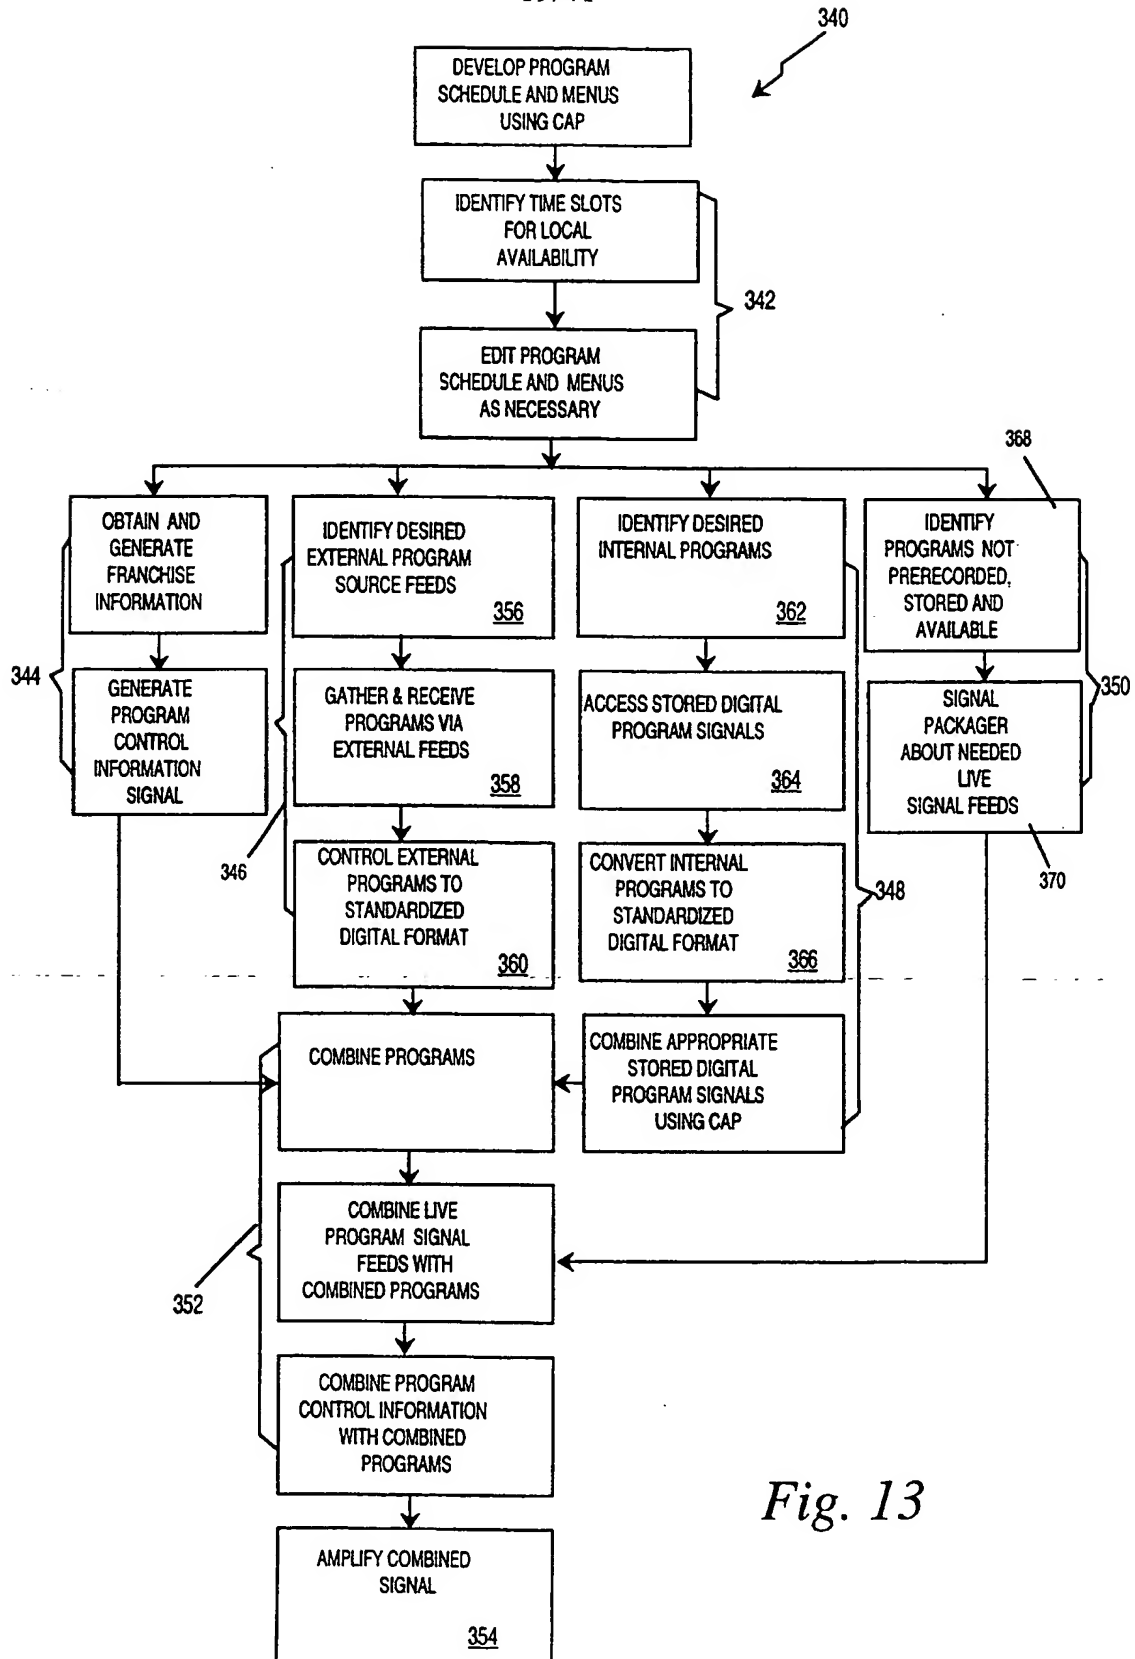 340
DEVELOP PROGRAM
SCHEDULE AND MENUS
USING CAP
IDENTIFY TIME SLOTS
FOR LOCAL
AVAILABILITY
342
EDIT PROGRAM
SCHEDULE AND MENUS
AS NECESSARY
368
OBTAIN AND
GENERATE
FRANCHISE
INFORMATION
IDENTIFY DESIRED
EXTERNAL PROGRAM
SOURCE FEEDS
356
IDENTIFY DESIRED
INTERNAL PROGRAMS
362
IDENTIFY
PROGRAMS NOT
PRERECORDED,
STORED AND
AVAILABLE
344
350
GENERATE
PROGRAM
CONTROL
INFORMATION
SIGNAL
GATHER & RECEIVE
PROGRAMS VIA
EXTERNAL FEEDS
358
ACCESS STORED DIGITAL
PROGRAM SIGNALS
364
SIGNAL
PACKAGER
ABOUT NEEDED
LIVE
SIGNAL FEEDS
346
CONTROL EXTERNAL
PROGRAMS TO
STANDARDIZED
DIGITAL FORMAT
360
CONVERT INTERNAL
PROGRAMS TO
STANDARDIZED
DIGITAL FORMAT
366
348
370
COMBINE PROGRAMS
COMBINE APPROPRIATE
STORED DIGITAL
PROGRAM SIGNALS
USING CAP
COMBINE LIVE
PROGRAM SIGNAL
FEEDS WITH
COMBINED PROGRAMS
352
COMBINE PROGRAM
CONTROL INFORMATION
WITH COMBINED
PROGRAMS
AMPLIFY COMBINED
SIGNAL
354
Fig. 13